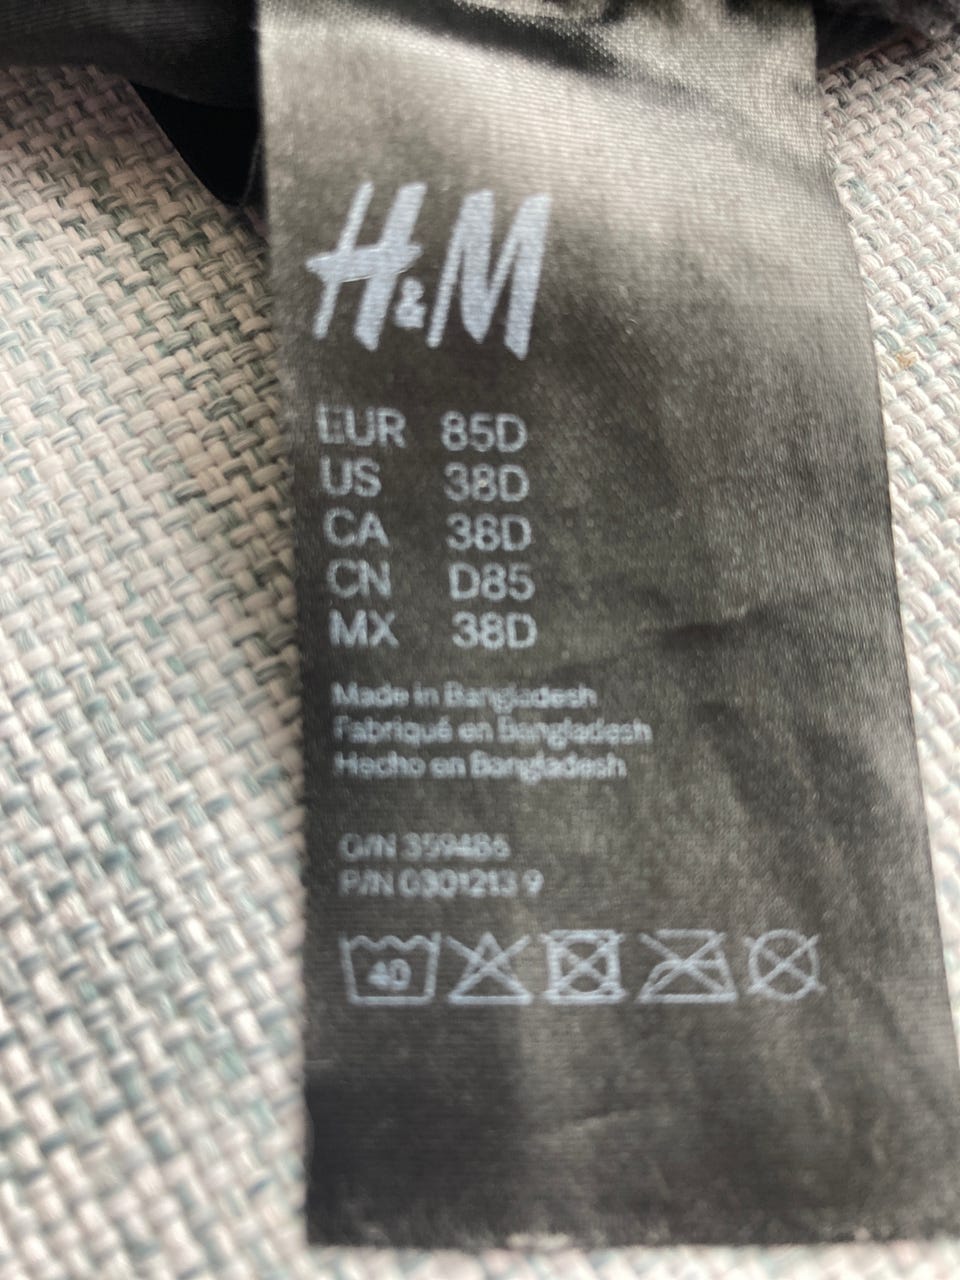 H&M
EUR 85D
US 38D
CA 38D
CN D85
MX 38D
Made in Bangladesh
Fabriqué en Bangladesh
Hecho en Bangladesh
O/N 359486
P/N 0301213 9
40